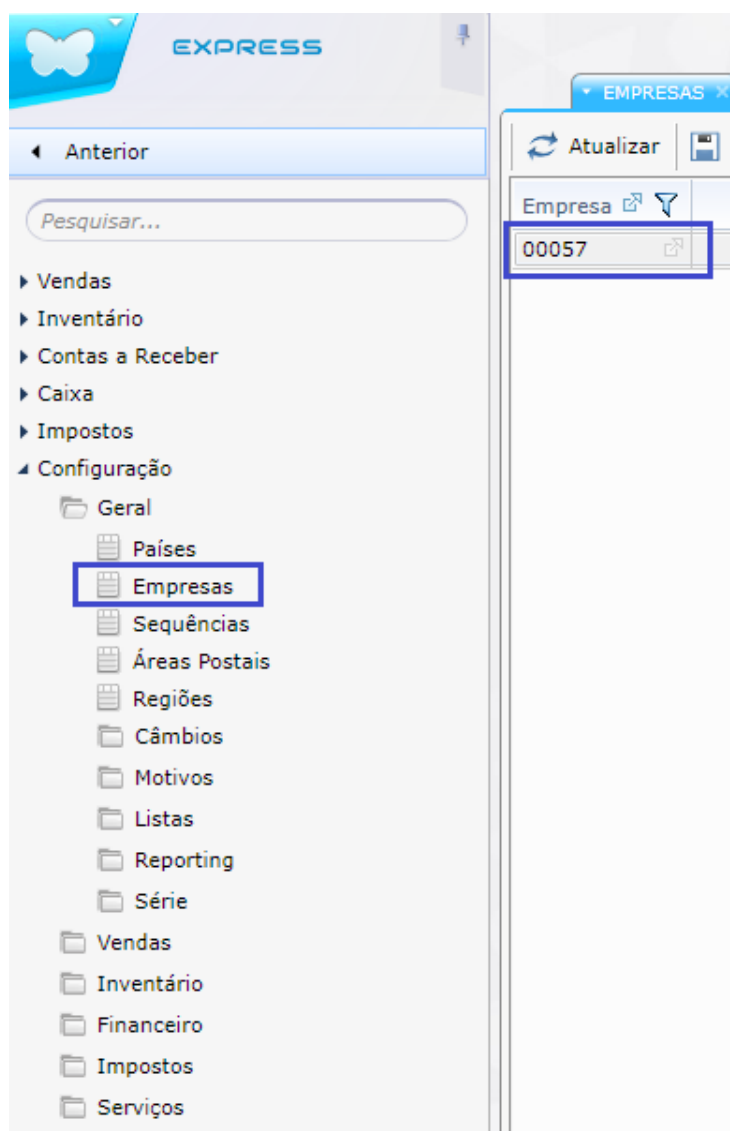 EXPRESS
Anterior
Pesquisar...
Vendas
Inventário
Contas a Receber
Caixa
Impostos
Configuração
Geral
Países
Empresas
Sequências
Áreas Postais
Regiões
Câmbios
Motivos
Listas
Reporting
Série
Vendas
Inventário
Financeiro
Impostos
Serviços
EMPRESAS
Atualizar
Empresa
00057